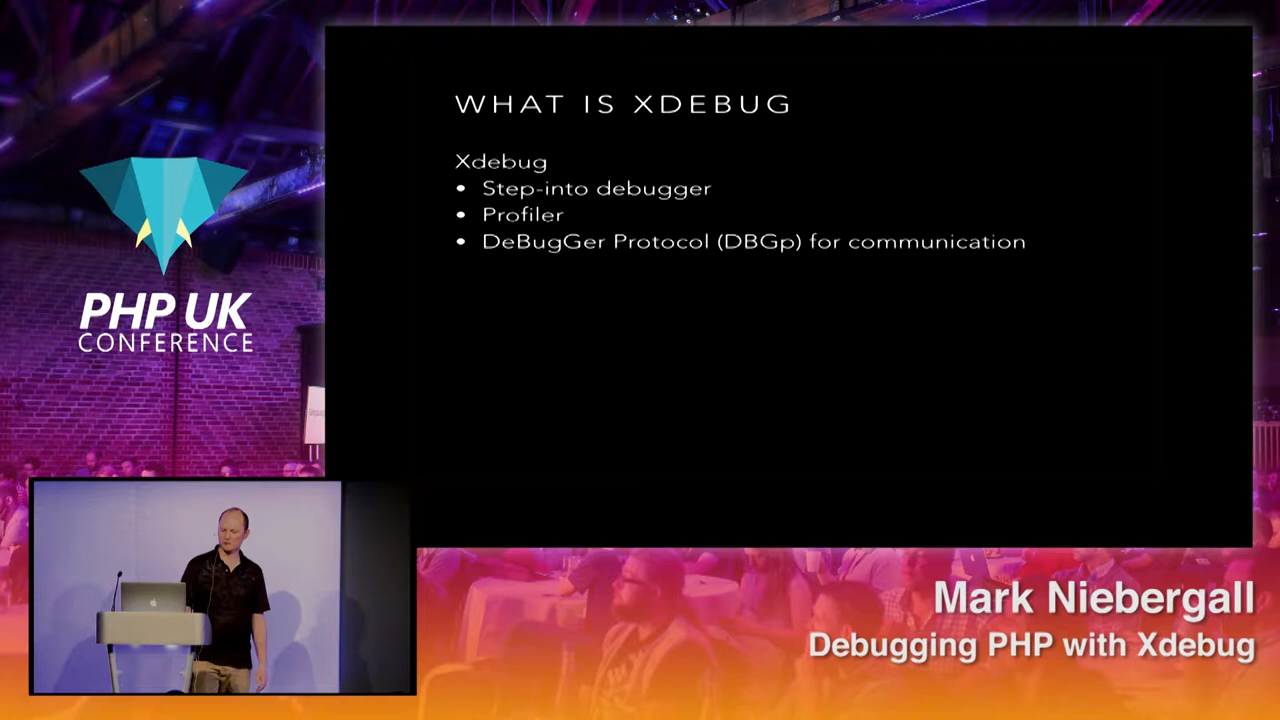 WHAT IS XDEBUG
Xdebug
• Step-into debugger
• Profiler
• DeBugGer Protocol (DBGp) for communication
PHP UK
CONFERENCE
Mark Niebergall
Debugging PHP with Xdebug